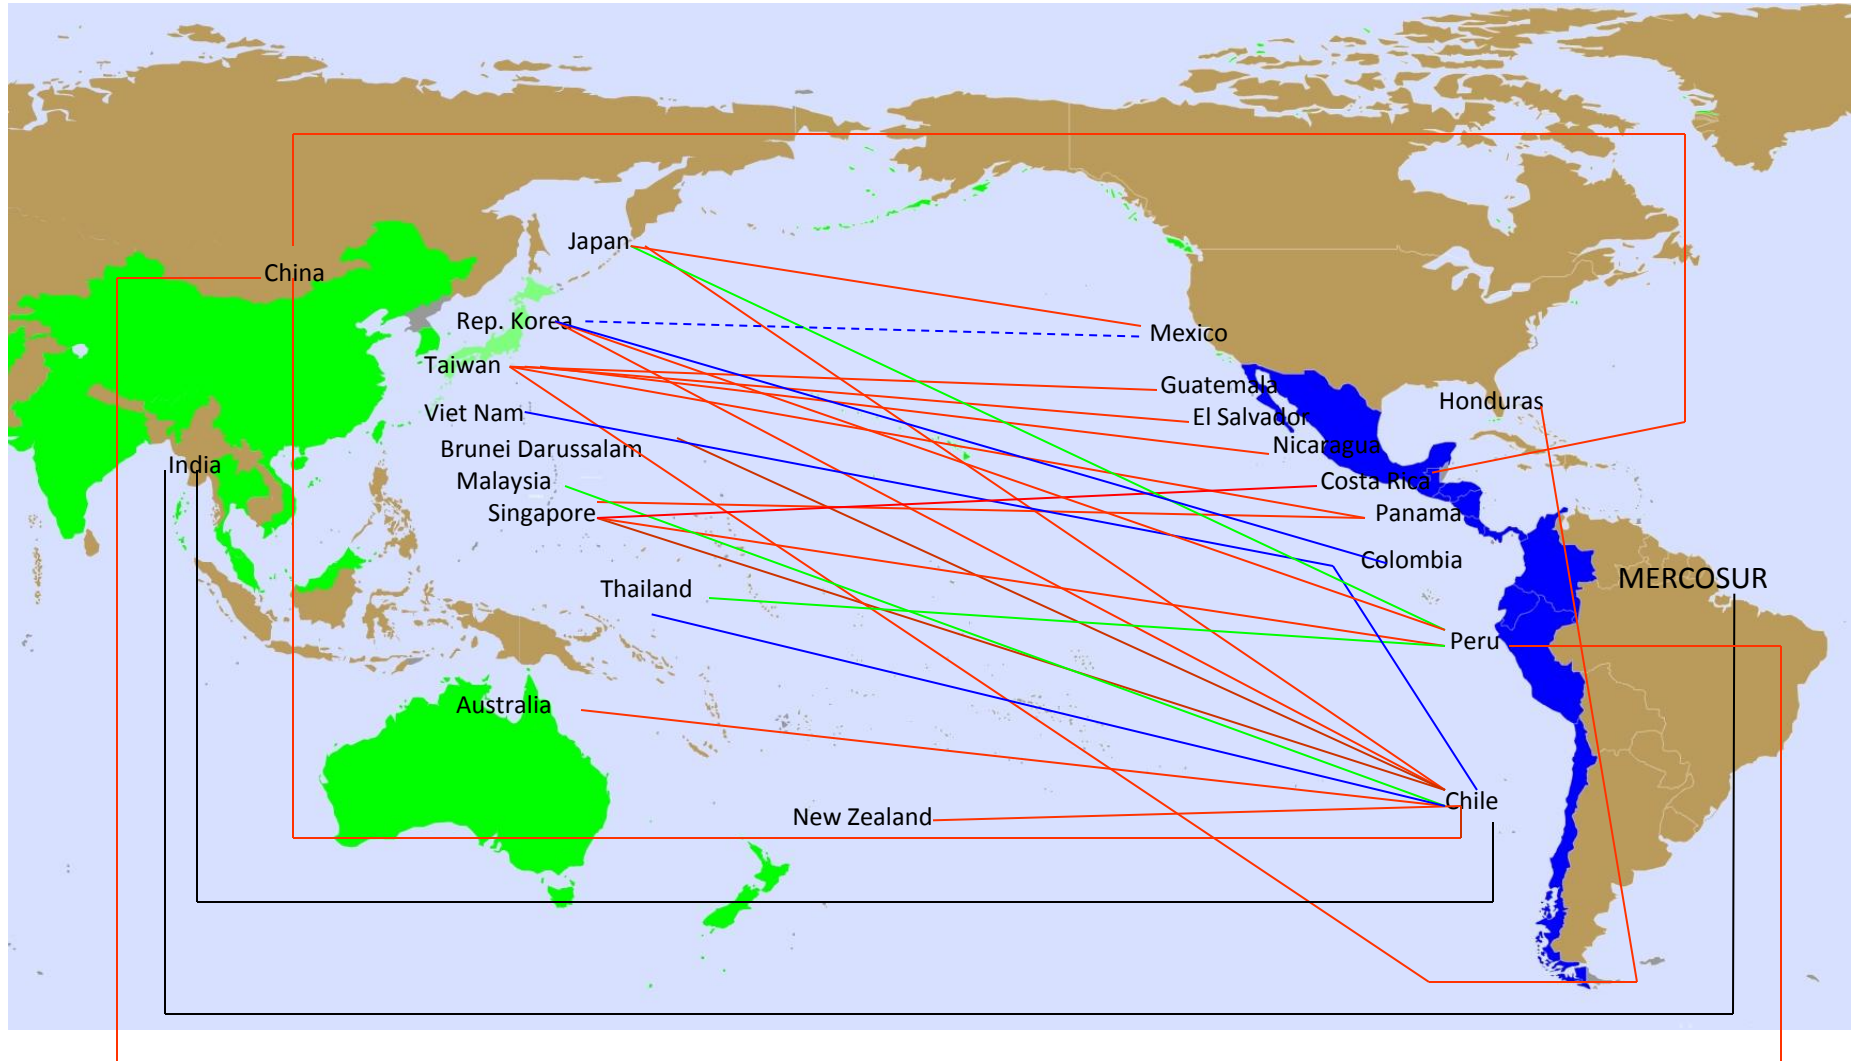 Japan
China
Rep. Korea
Mexico
Taiwan
Guatemala
Honduras
Viet Nam
El Salvador
Brunei Darussalam
Nicaragua
India
Malaysia
Costa Rica
Singapore
Panama
Colombia
MERCOSUR
Thailand
Peru
Australia
Chile
New Zealand